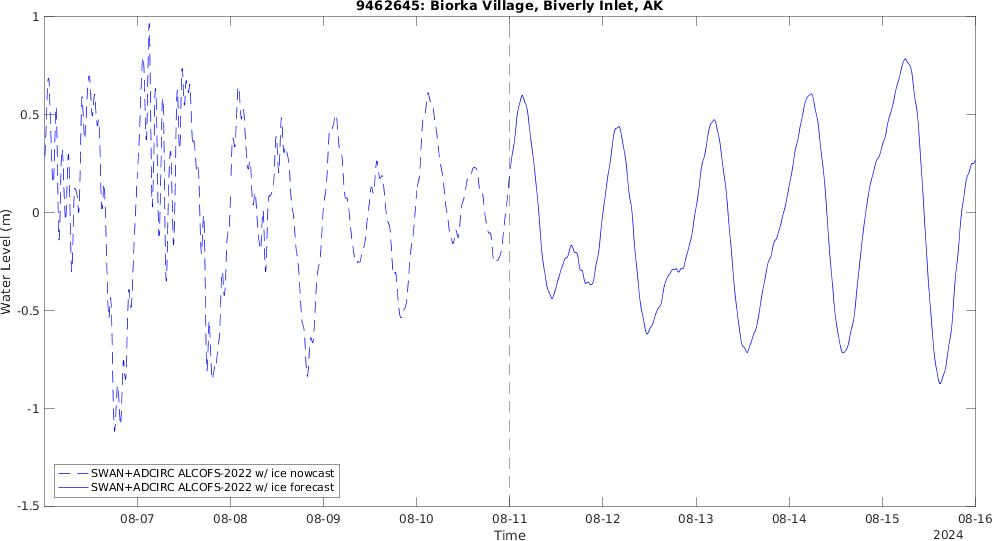 9462645: Biorka Village, Biverly Inlet, AK
1
0.5
0
-0.5
-1
-1.5
Water Level (m)
SWAN+ADCIRC ALCOFS-2022 w/ ice nowcast
SWAN+ADCIRC ALCOFS-2022 w/ ice forecast
08-07 08-08 08-09 08-10 08-11 08-12 08-13 08-14 08-15 08-16
Time
2024